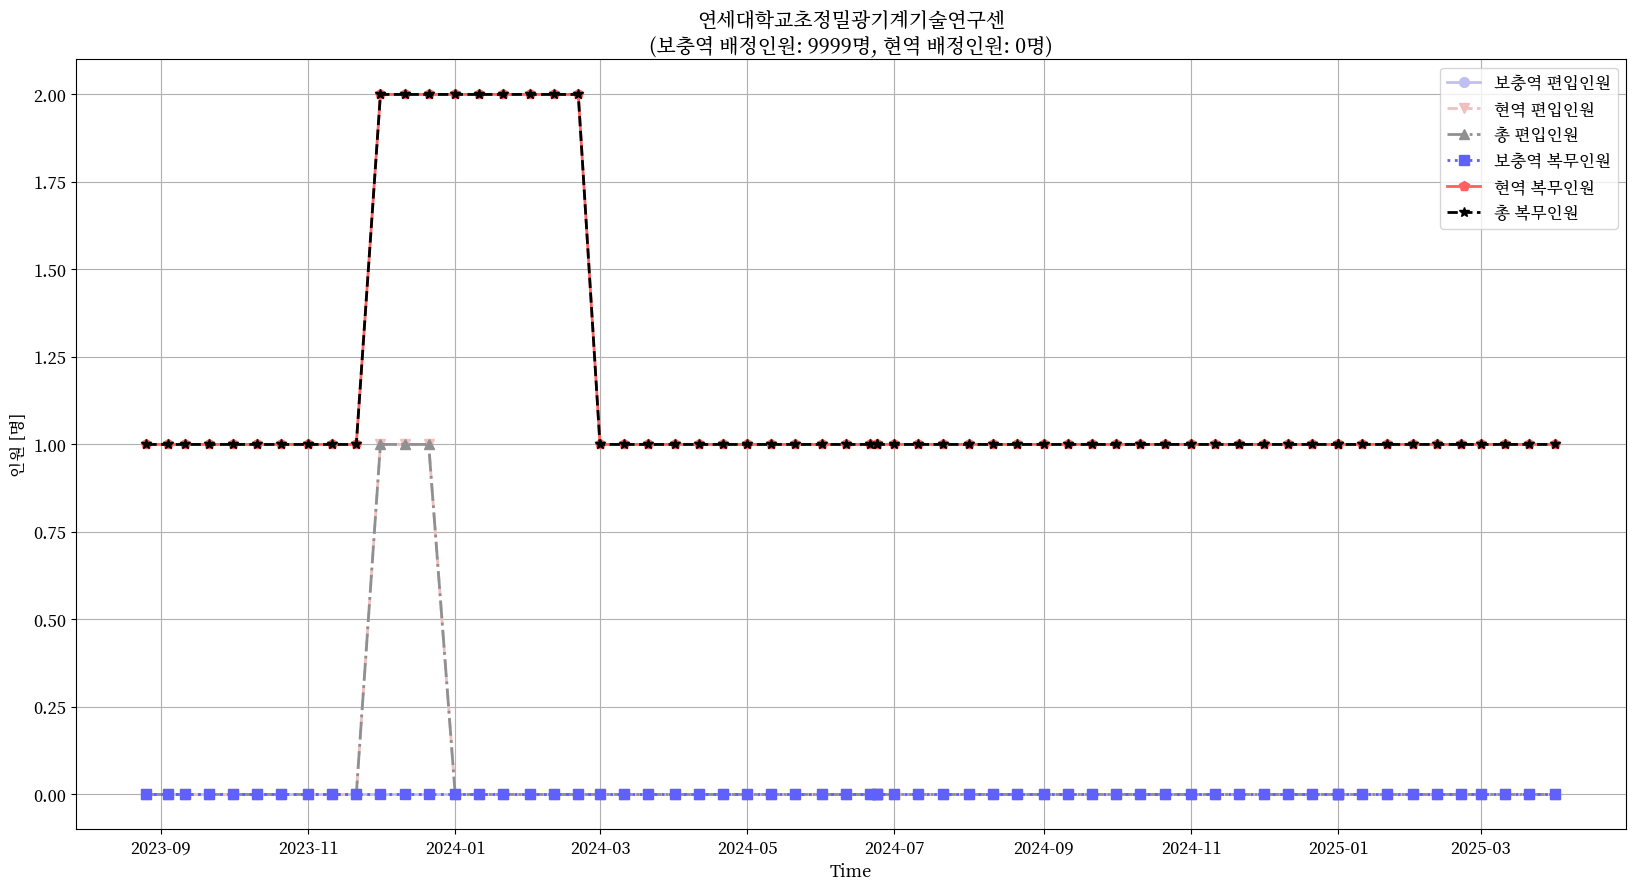 연세대학교초정밀광기계기술연구센
(보충역 배정인원: 9999명, 현역 배정인원: 0명)
보충역 편입인원
현역 편입인원
총 편입인원
보충역 복무인원
현역 복무인원
총 복무인원
2.00
1.75
1.50
1.25
1.00
0.75
0.50
0.25
0.00
인원 [명]
2023-09
2023-11
2024-01
2024-03
2024-05
2024-07
2024-09
2024-11
2025-01
2025-03
Time